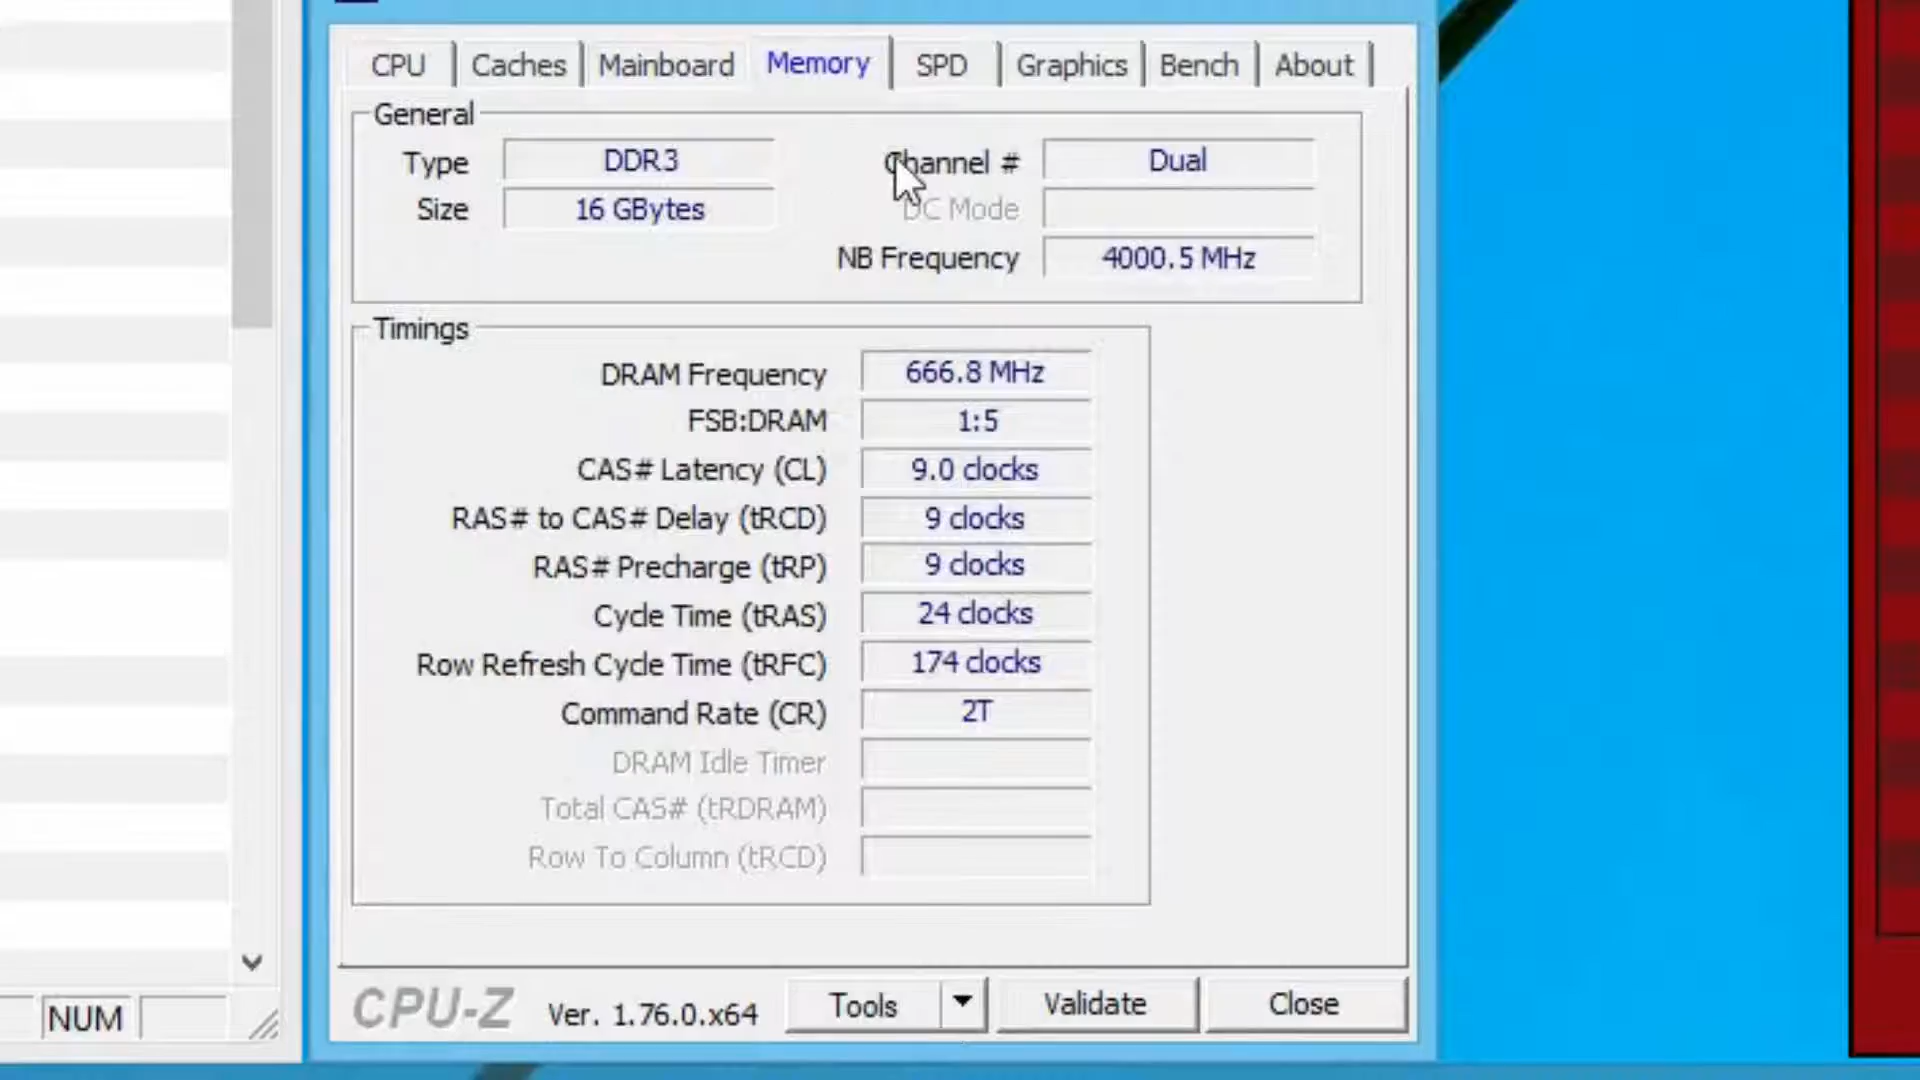 CPU Caches Mainboard Memory SPD Graphics Bench About
General
Type DDR3 Channel # Dual
Size 16 GBytes DC Mode
NB Frequency 4000.5 MHz
Timings
DRAM Frequency 666.8 MHz
FSB:DRAM 1:5
CAS# Latency (CL) 9.0 clocks
RAS# to CAS# Delay (tRCD) 9 clocks
RAS# Precharge (tRP) 9 clocks
Cycle Time (tRAS) 24 clocks
Row Refresh Cycle Time (tRFC) 174 clocks
Command Rate (CR) 2T
DRAM Idle Timer
Total CAS# (tRDRAM)
Row To Column (tRCD)
CPU-Z Ver. 1.76.0.x64 Tools Validate Close
NUM